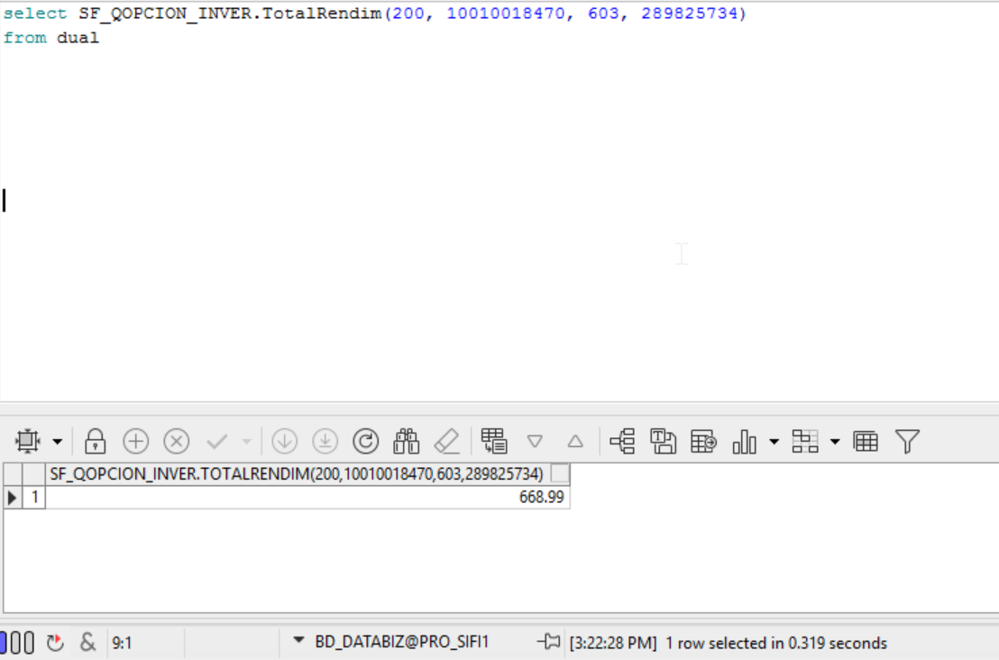 select SF_QOPCION_INVER.TotalRendim(200, 10010018470, 603, 289825734)
from dual
SF_QOPCION_INVER.TOTALRENDIM(200,10010018470,603,289825734)
1 668.99
& 9:1 BD_DATABIZ@PRO_SIFI1 [3:22:28 PM] 1 row selected in 0.319 seconds